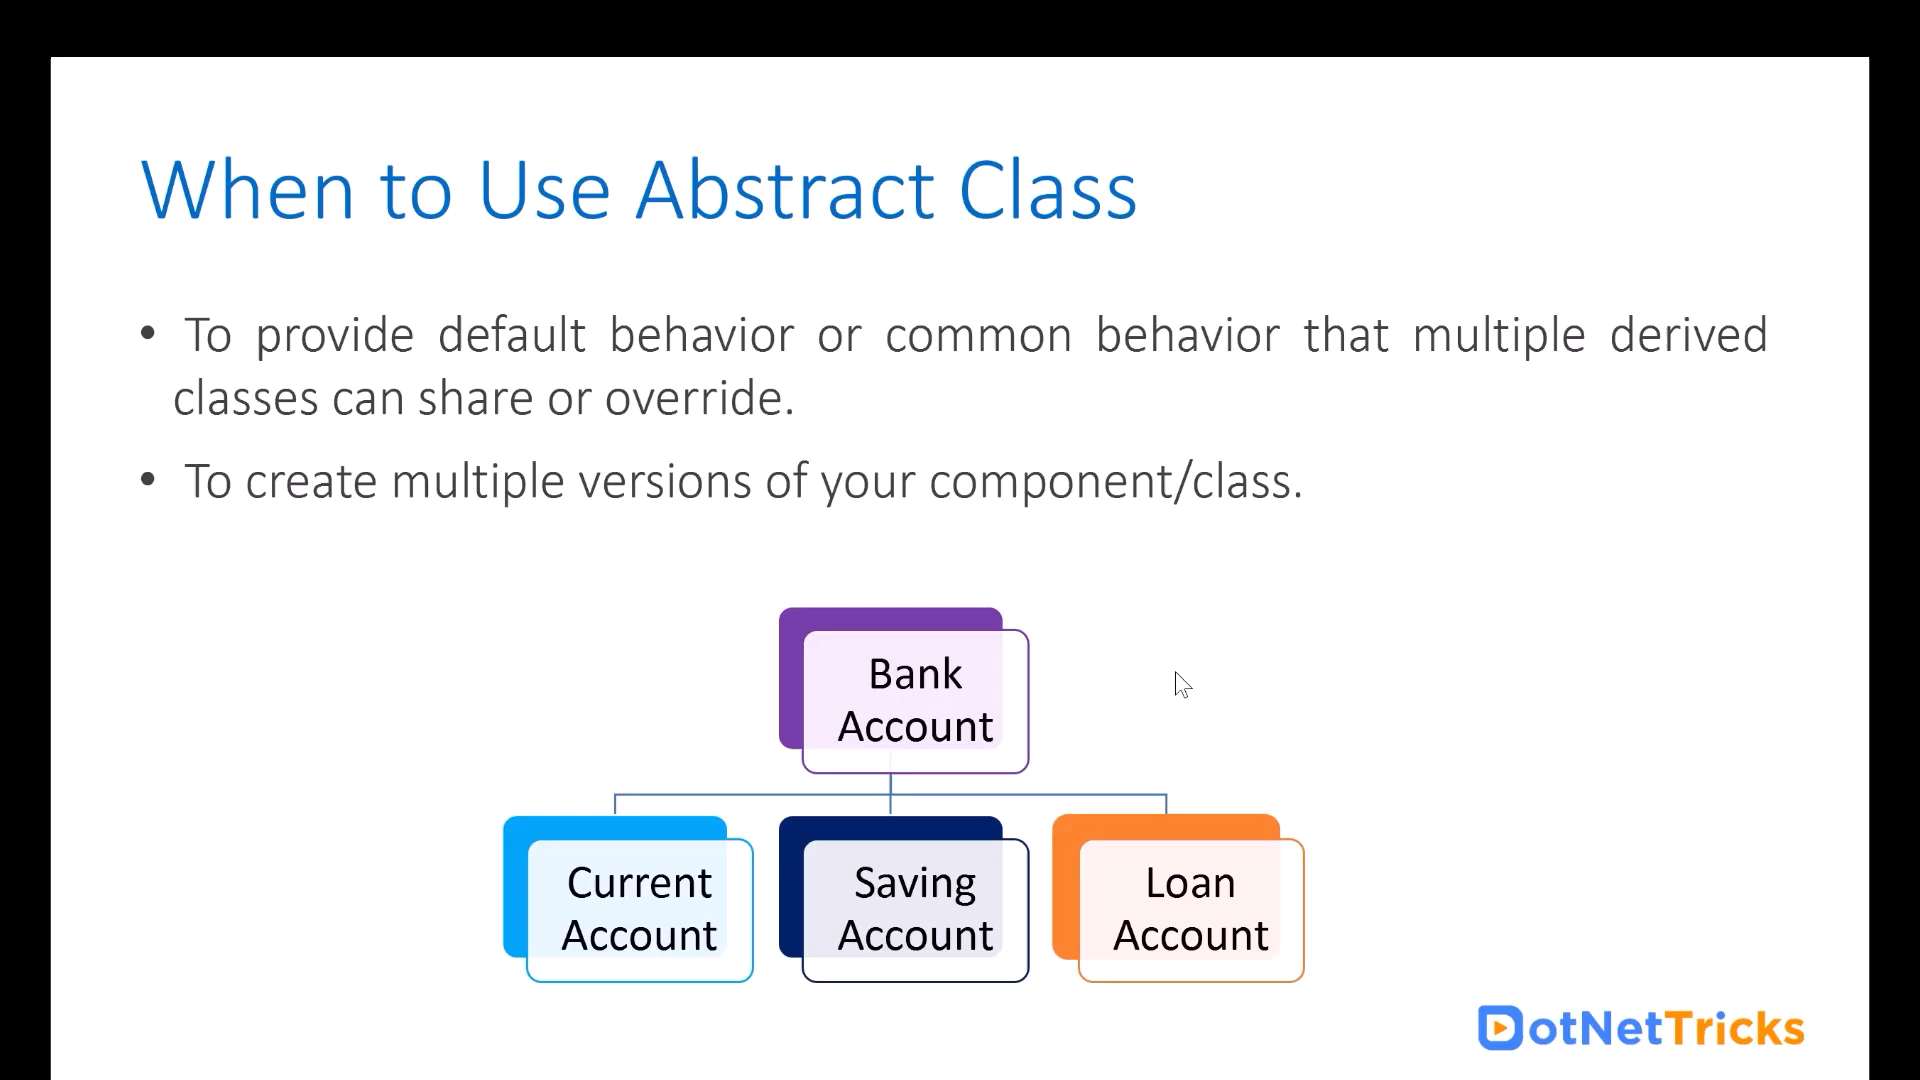 When to Use Abstract Class
• To provide default behavior or common behavior that multiple derived
classes can share or override.
• To create multiple versions of your component/class.
Bank
Account
Current
Account
Saving
Account
Loan
Account
DotNetTricks